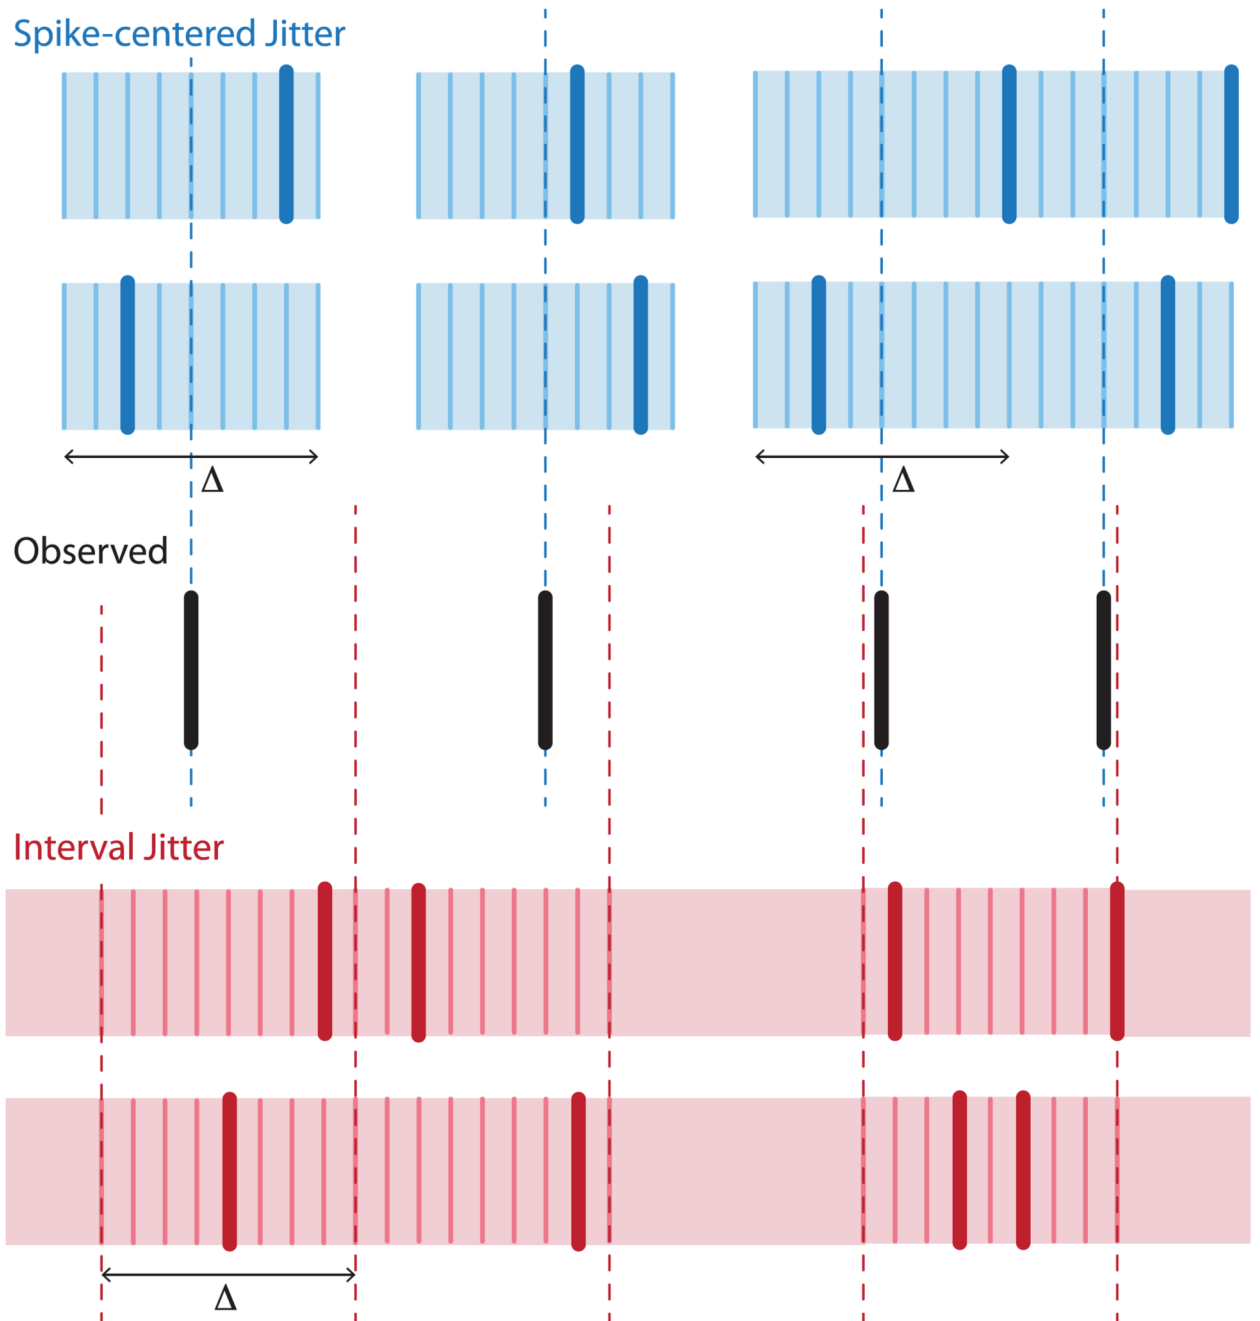 Spike-centered Jitter
Δ
Δ
Observed
Interval Jitter
Δ